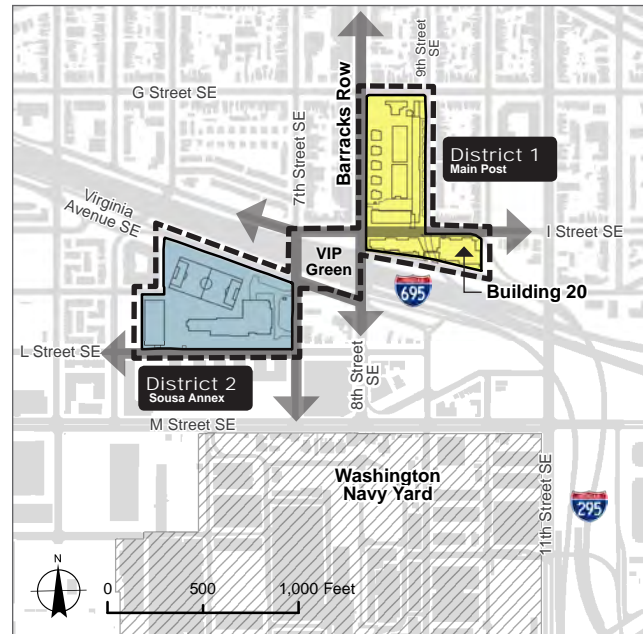 9th Street
SE
G Street SE
Barracks Row
7th Street SE
District 1
Main Post
Virginia
Avenue SE
I Street SE
VIP
Green
695
Building 20
L Street SE
District 2
Sousa Annex
8th Street
SE
M Street SE
Washington
Navy Yard
11th Street SE
295
N
0 500 1,000 Feet